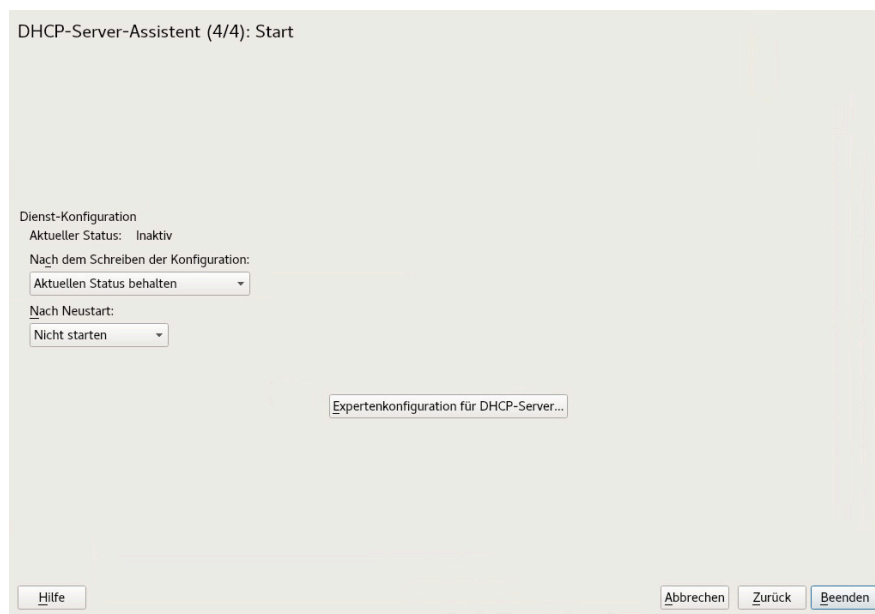 DHCP-Server-Assistent (4/4): Start
Dienst-Konfiguration
Aktueller Status: Inaktiv
Nach dem Schreiben der Konfiguration:
Aktuellen Status behalten
Nach Neustart:
Nicht starten
Expertenkonfiguration für DHCP-Server...
Hilfe
Abbrechen
Zurück
Beenden